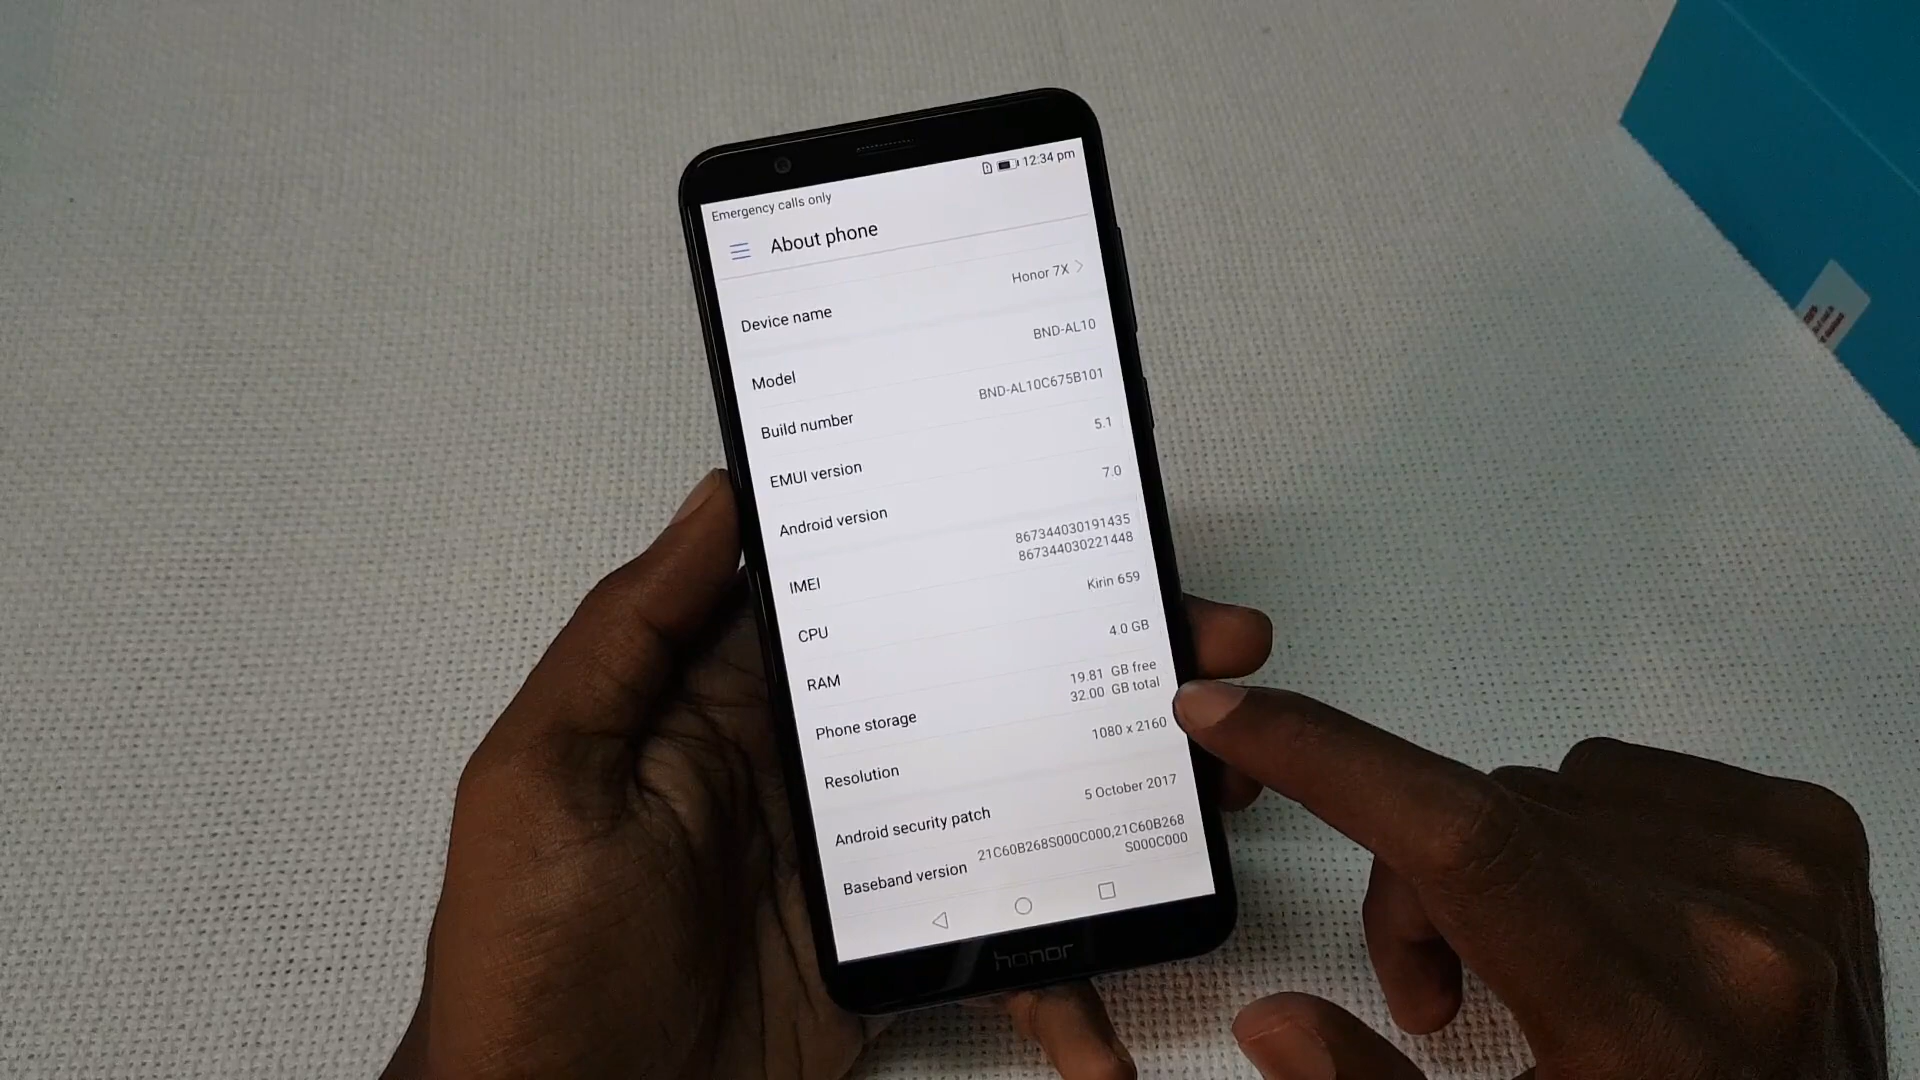 Emergency calls only 12:34 pm
About phone
Device name Honor 7X
Model BND-AL10
Build number BND-AL10C675B101
EMUI version 5.1
Android version 7.0
IMEI 867344030191435
867344030221448
CPU Kirin 659
RAM 4.0 GB
Phone storage 19.81 GB free
32.00 GB total
Resolution 1080 x 2160
Android security patch 5 October 2017
Baseband version 21C60B268S000C000,21C60B268
S000C000
honor